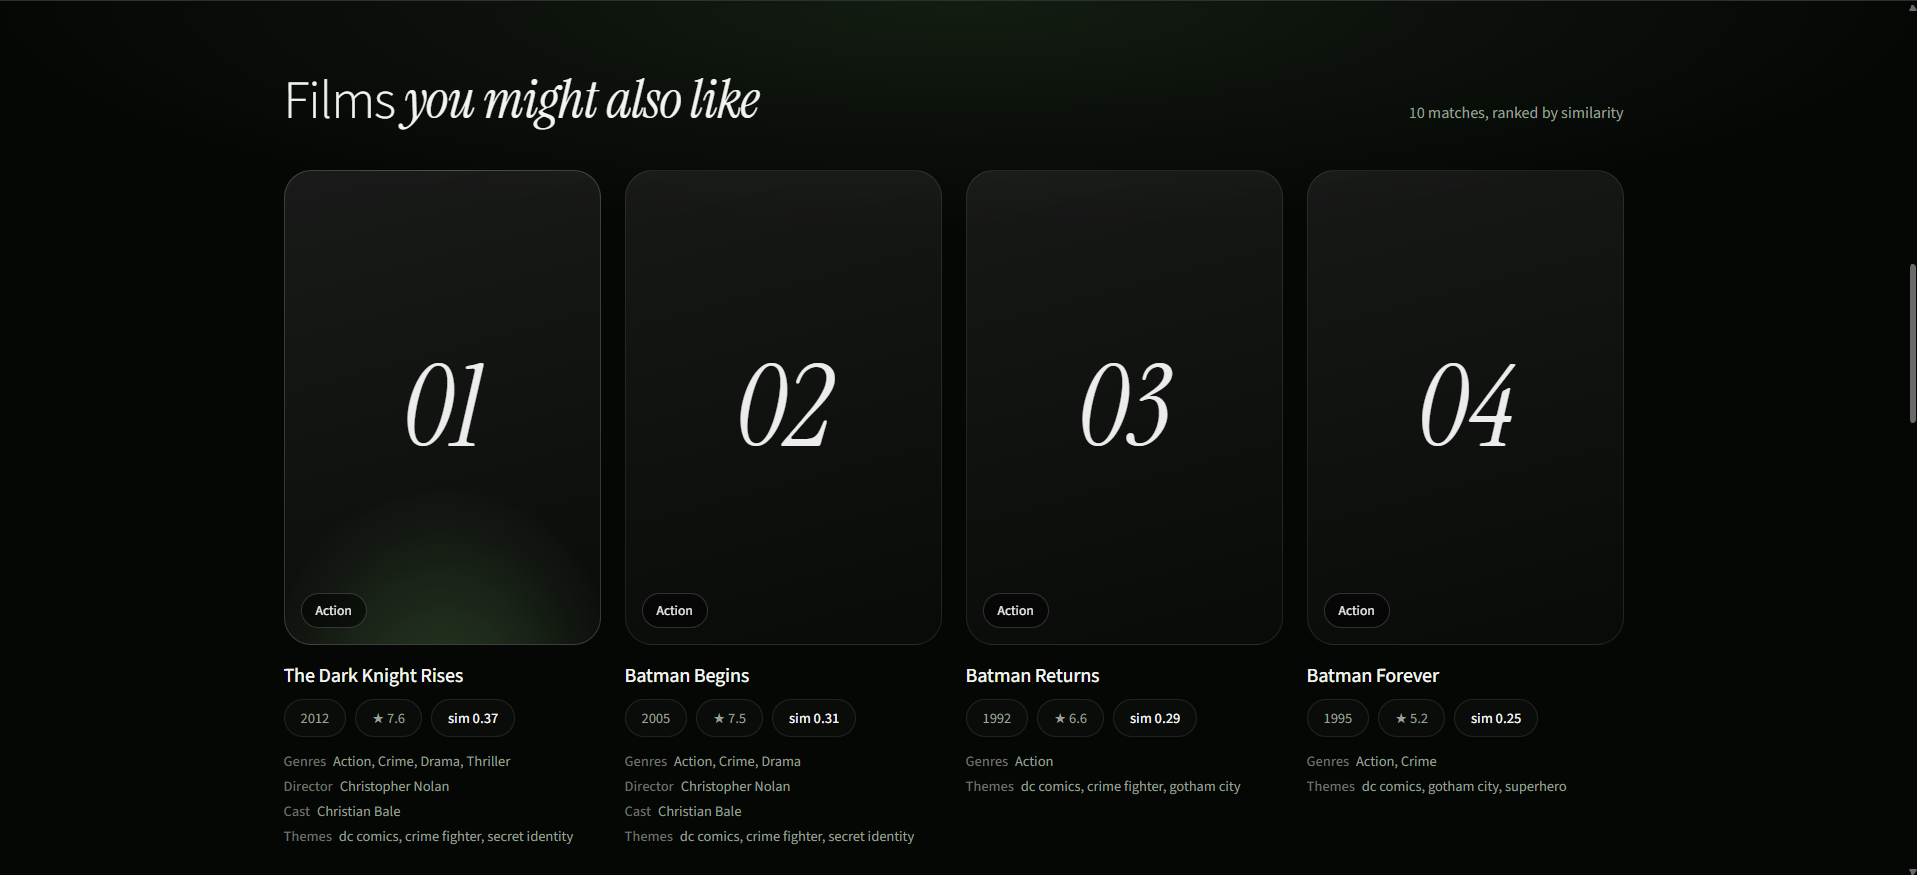 Films you might also like
10 matches, ranked by similarity
01
02
03
04
Action
Action
Action
Action
The Dark Knight Rises
2012
★ 7.6
sim 0.37
Genres Action, Crime, Drama, Thriller
Director Christopher Nolan
Cast Christian Bale
Themes dc comics, crime fighter, secret identity
Batman Begins
2005
★ 7.5
sim 0.31
Genres Action, Crime, Drama
Director Christopher Nolan
Cast Christian Bale
Themes dc comics, crime fighter, secret identity
Batman Returns
1992
★ 6.6
sim 0.29
Genres Action
Themes dc comics, crime fighter, gotham city
Batman Forever
1995
★ 5.2
sim 0.25
Genres Action, Crime
Themes dc comics, gotham city, superhero